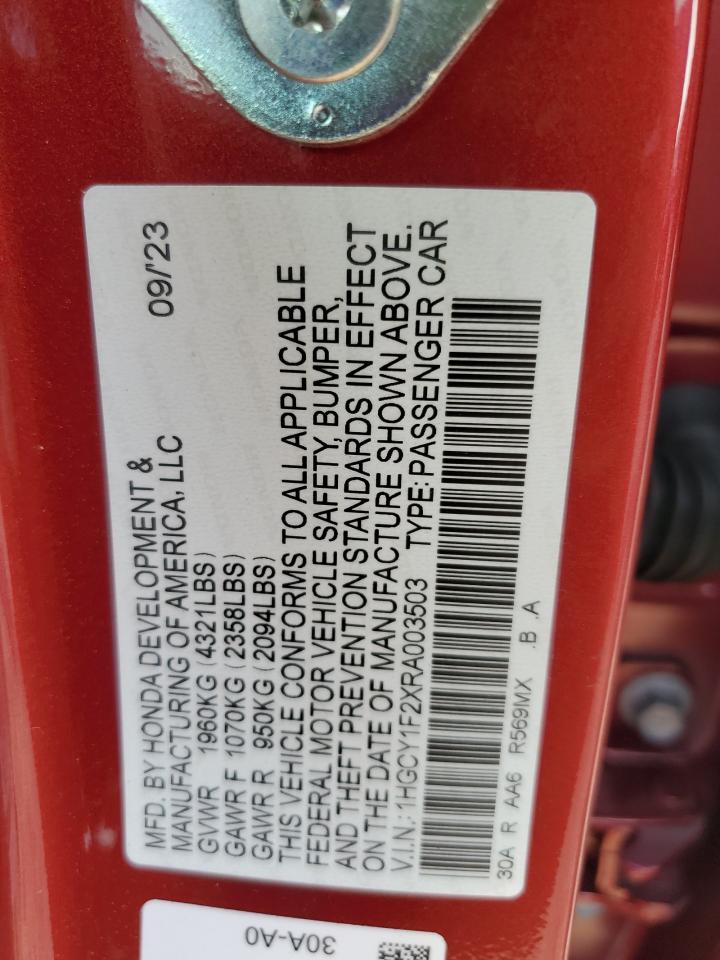 MFD. BY HONDA DEVELOPMENT &
MANUFACTURING OF AMERICA, LLC 09/'23
GVWR 1960KG (4321LBS)
GAWR F 1070KG (2358LBS)
GAWR R 950KG (2094LBS)
THIS VEHICLE CONFORMS TO ALL APPLICABLE
FEDERAL MOTOR VEHICLE SAFETY, BUMPER,
AND THEFT PREVENTION STANDARDS IN EFFECT
ON THE DATE OF MANUFACTURE SHOWN ABOVE.
V.I.N.: 1HGCY1F2XRA003503 TYPE: PASSENGER CAR
30A R AA6 R569MX .B .A
30A-A0